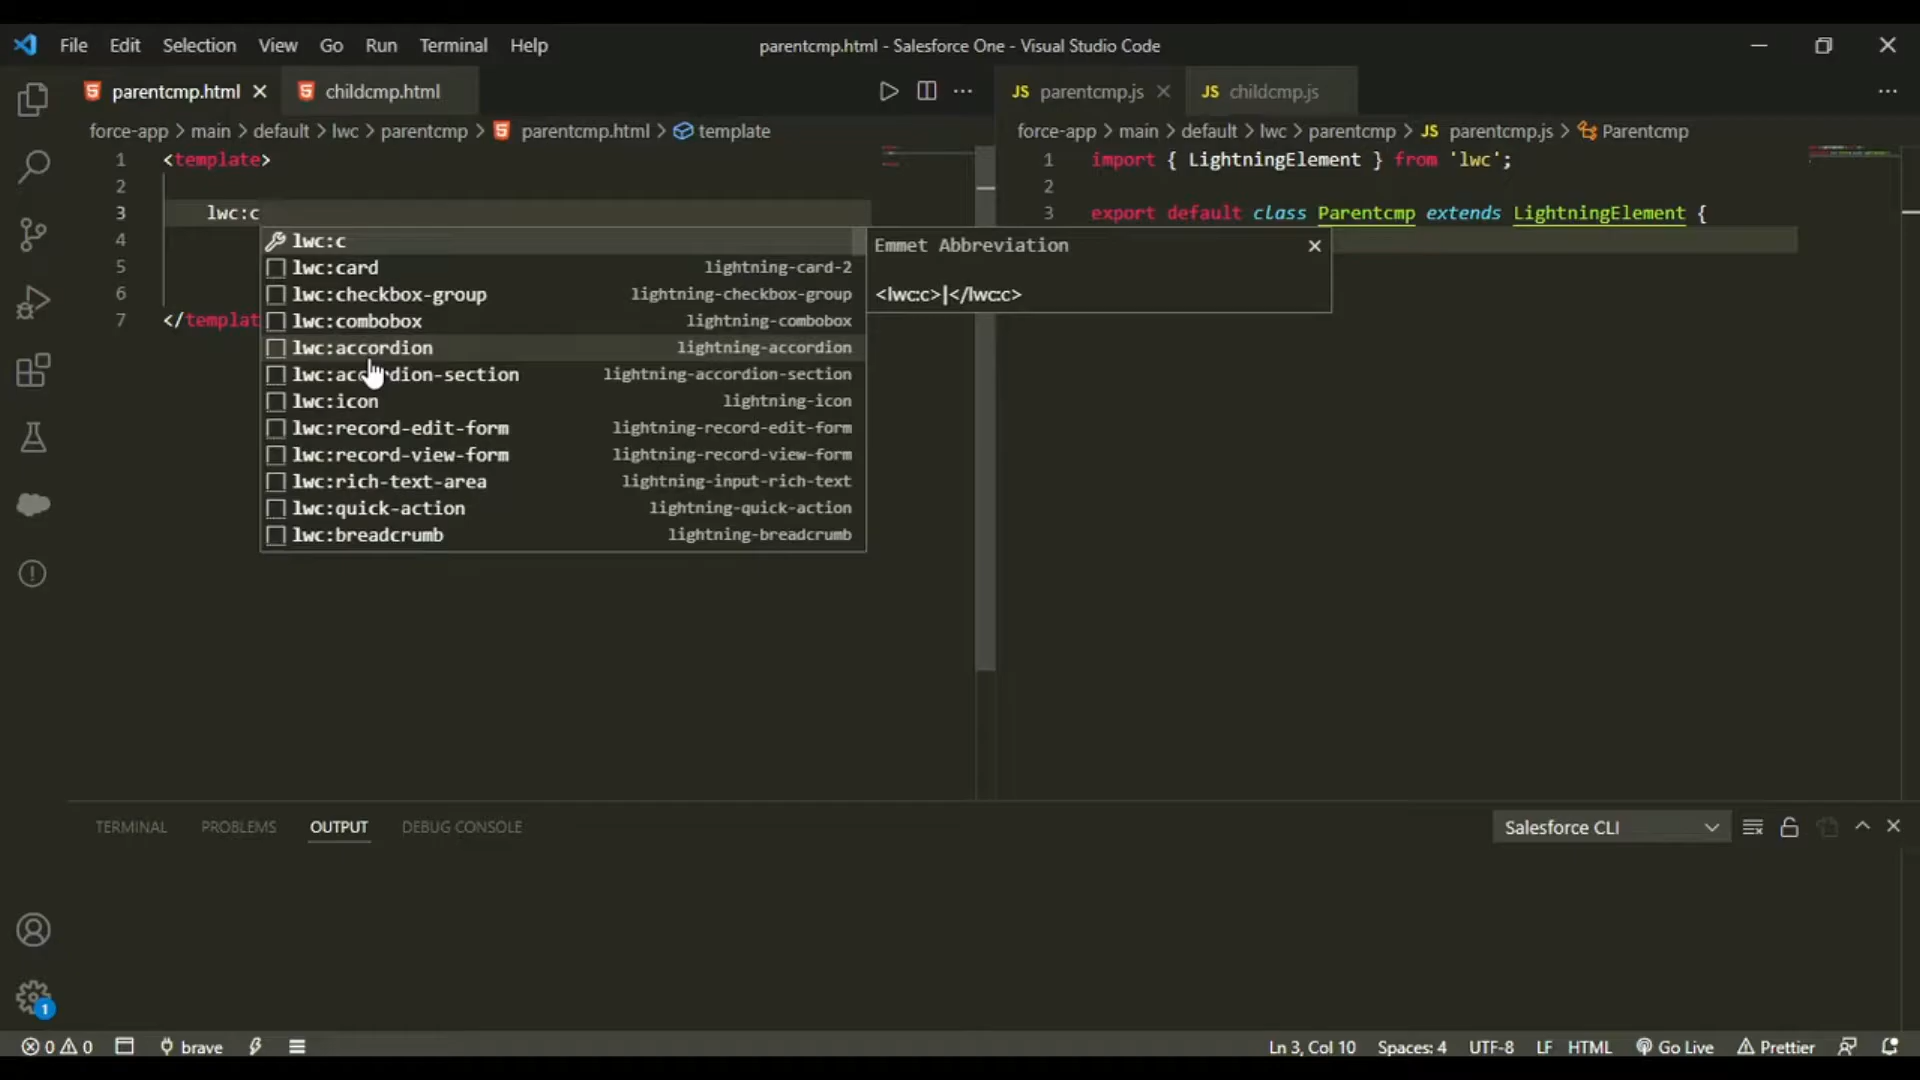 File Edit Selection View Go Run Terminal Help
parentcmp.html - Salesforce One - Visual Studio Code
parentcmp.html childcmp.html
JS parentcmp.js JS childcmp.js
force-app > main > default > lwc > parentcmp > parentcmp.html > template
force-app > main > default > lwc > parentcmp > JS parentcmp.js > Parentcmp
1 <template>
2
3 lwc:c
4
5
6
7 </templat
lwc:c
lwc:card lightning-card-2
lwc:checkbox-group lightning-checkbox-group
lwc:combobox lightning-combobox
lwc:accordion lightning-accordion
lwc:accordion-section lightning-accordion-section
lwc:icon lightning-icon
lwc:record-edit-form lightning-record-edit-form
lwc:record-view-form lightning-record-view-form
lwc:rich-text-area lightning-input-rich-text
lwc:quick-action lightning-quick-action
lwc:breadcrumb lightning-breadcrumb
Emmet Abbreviation
<lwc:c>|</lwc:c>
1 import { LightningElement } from 'lwc';
2
3 export default class Parentcmp extends LightningElement {
TERMINAL PROBLEMS OUTPUT DEBUG CONSOLE
Salesforce CLI
1
0 0 brave
Ln 3, Col 10 Spaces: 4 UTF-8 LF HTML Go Live Prettier